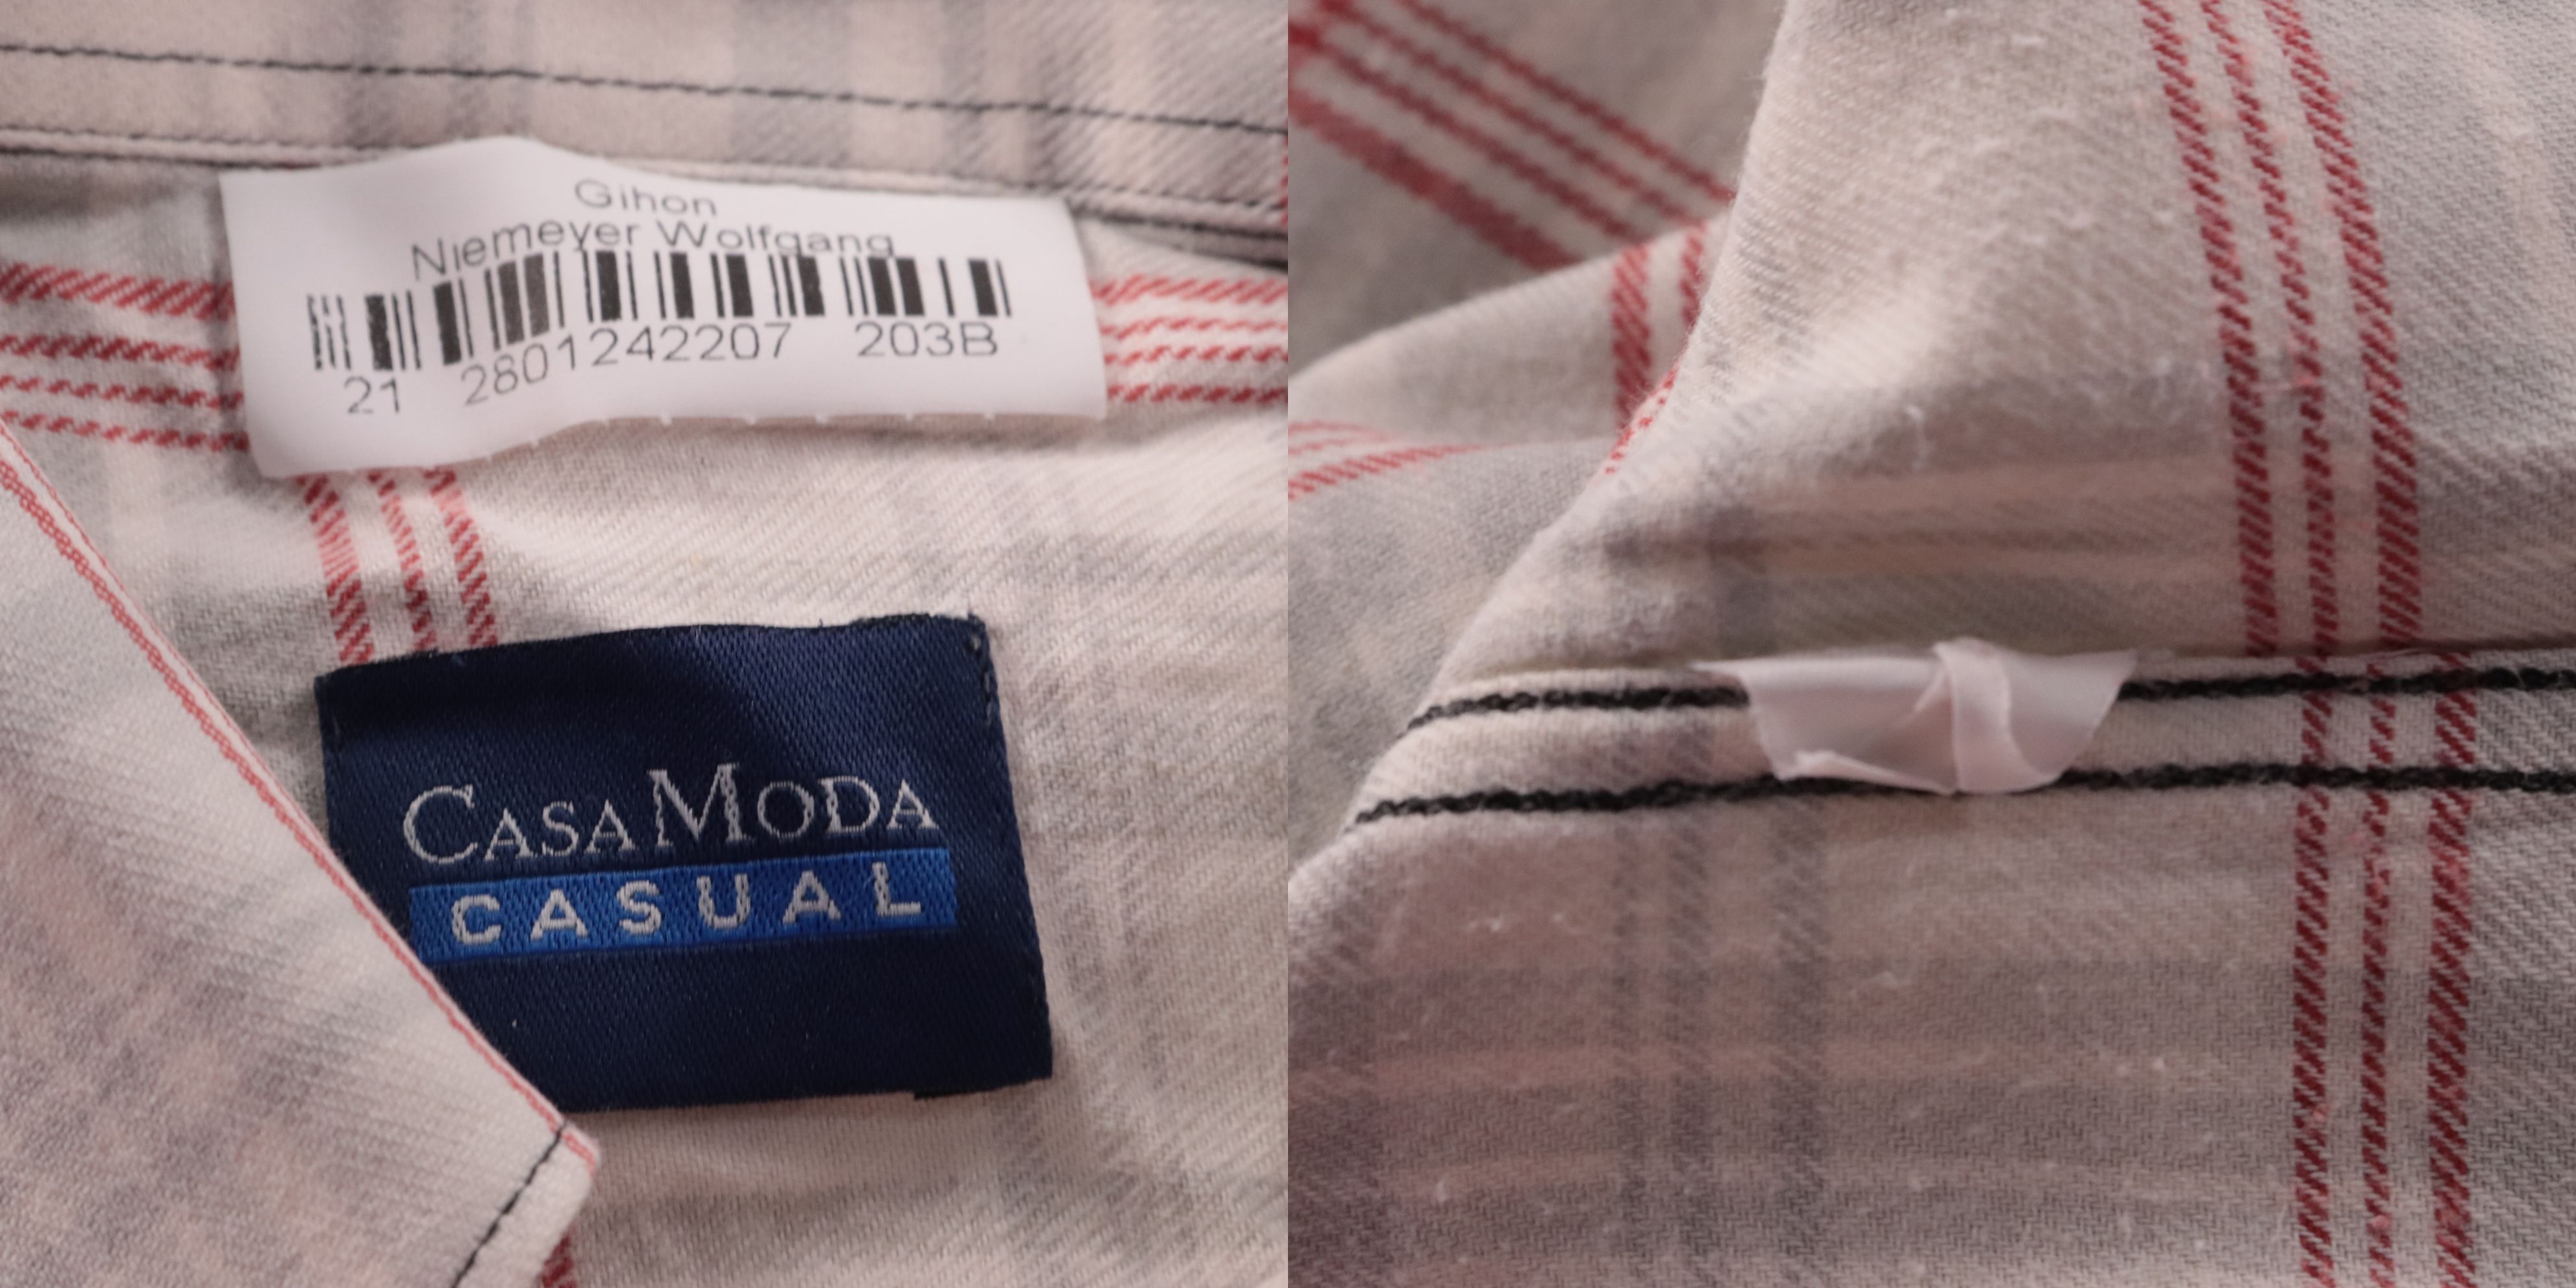 Gihon
Niemeyer Wolfgang
21 2801242207 203B
CASAMODA
CASUAL